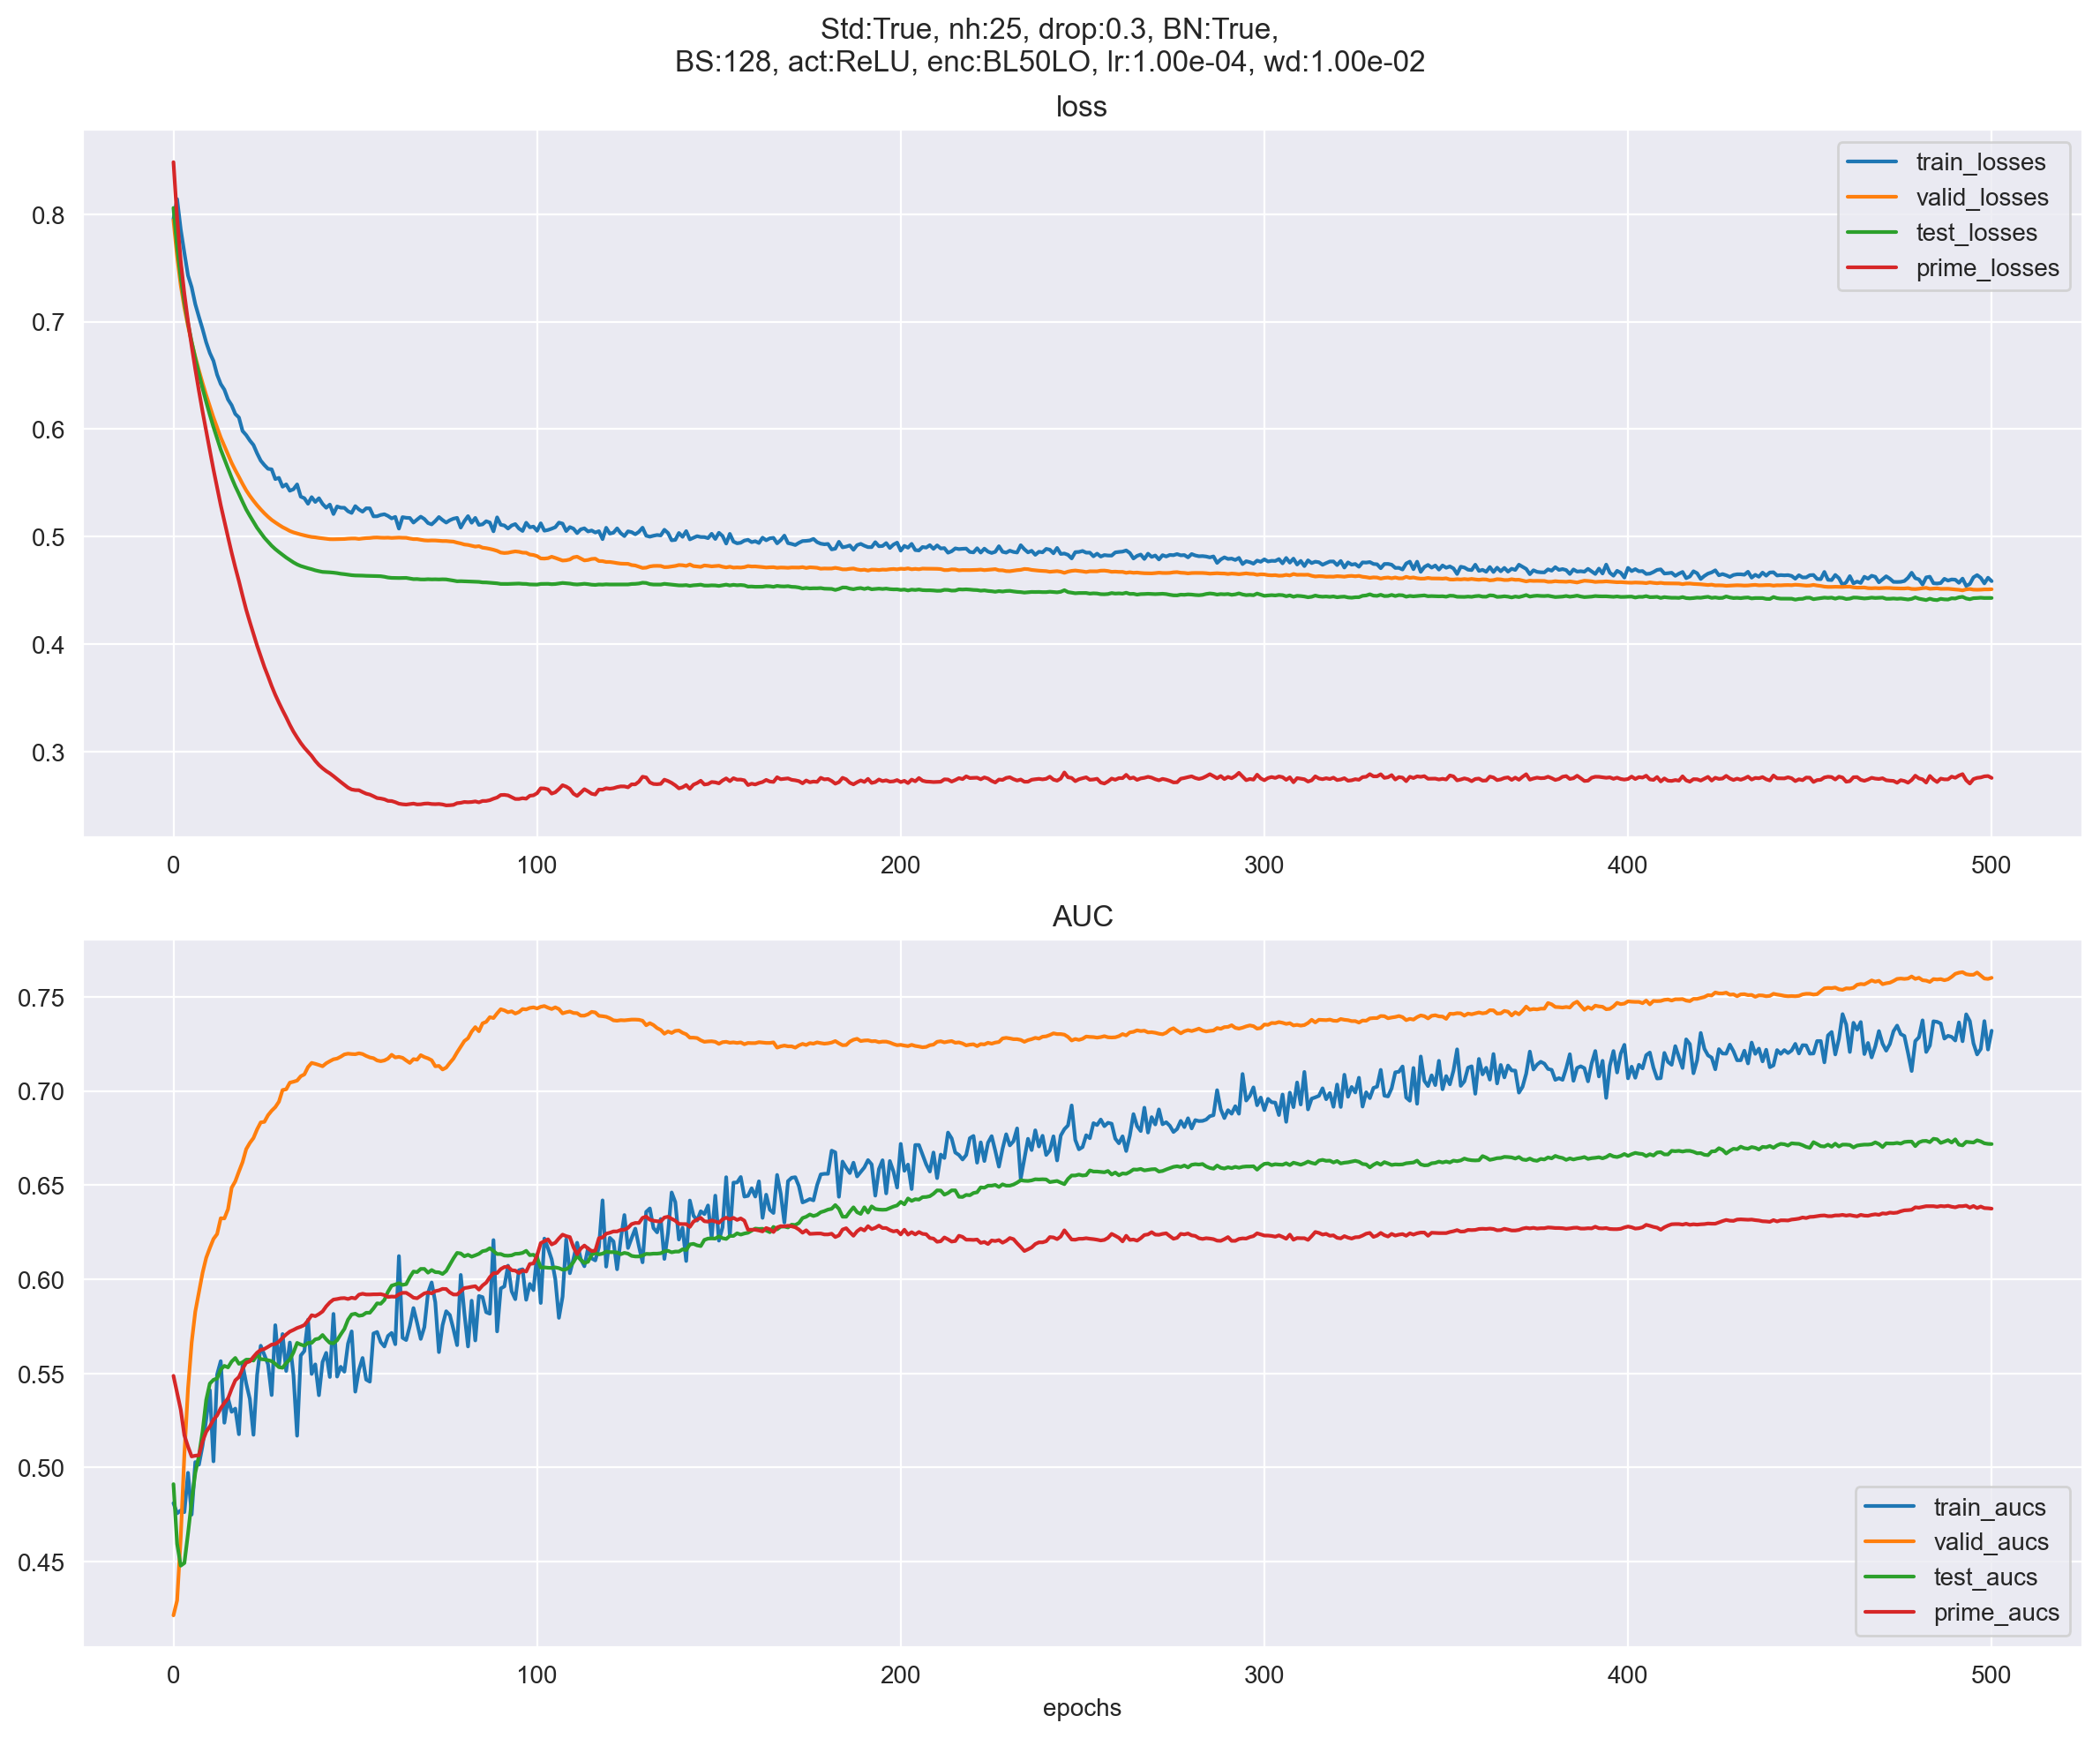 Std:True, nh:25, drop:0.3, BN:True,
BS:128, act:ReLU, enc:BL50LO, lr:1.00e-04, wd:1.00e-02
loss
train_losses
valid_losses
test_losses
prime_losses
0.8
0.7
0.6
0.5
0.4
0.3
0 100 200 300 400 500
AUC
0.75
0.70
0.65
0.60
0.55
0.50
0.45
train_aucs
valid_aucs
test_aucs
prime_aucs
0 100 200 300 400 500
epochs